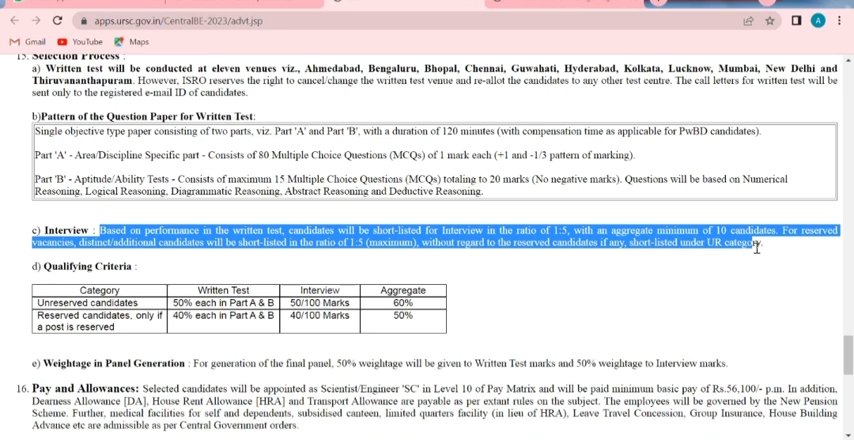 apps.ursc.gov.in/CentralBE-2023/advt.jsp
A
Gmail YouTube Maps
15. Selection Process :
a) Written test will be conducted at eleven venues viz., Ahmedabad, Bengaluru, Bhopal, Chennai, Guwahati, Hyderabad, Kolkata, Lucknow, Mumbai, New Delhi and
Thiruvananthapuram. However, ISRO reserves the right to cancel/change the written test venue and re-allot the candidates to any other test centre. The call letters for written test will be
sent only to the registered e-mail ID of candidates.
b)Pattern of the Question Paper for Written Test:
Single objective type paper consisting of two parts, viz. Part 'A' and Part 'B', with a duration of 120 minutes (with compensation time as applicable for PwBD candidates).
Part 'A' - Area/Discipline Specific part - Consists of 80 Multiple Choice Questions (MCQs) of 1 mark each (+1 and -1/3 pattern of marking).
Part 'B' - Aptitude/Ability Tests - Consists of maximum 15 Multiple Choice Questions (MCQs) totaling to 20 marks (No negative marks). Questions will be based on Numerical
Reasoning, Logical Reasoning, Diagrammatic Reasoning, Abstract Reasoning and Deductive Reasoning.
c) Interview : Based on performance in the written test, candidates will be short-listed for Interview in the ratio of 1:5, with an aggregate minimum of 10 candidates. For reserved
vacancies, distinct/additional candidates will be short-listed in the ratio of 1:5 (maximum), without regard to the reserved candidates if any, short-listed under UR category.
d) Qualifying Criteria :
Category Written Test Interview Aggregate
Unreserved candidates 50% each in Part A & B 50/100 Marks 60%
Reserved candidates, only if 40% each in Part A & B 40/100 Marks 50%
a post is reserved
e) Weightage in Panel Generation : For generation of the final panel, 50% weightage will be given to Written Test marks and 50% weightage to Interview marks.
16. Pay and Allowances: Selected candidates will be appointed as Scientist/Engineer 'SC' in Level 10 of Pay Matrix and will be paid minimum basic pay of Rs.56,100/- p.m. In addition,
Dearness Allowance [DA], House Rent Allowance [HRA] and Transport Allowance are payable as per extant rules on the subject. The employees will be governed by the New Pension
Scheme. Further, medical facilities for self and dependents, subsidised canteen, limited quarters facility (in lieu of HRA), Leave Travel Concession, Group Insurance, House Building
Advance etc are admissible as per Central Government orders.